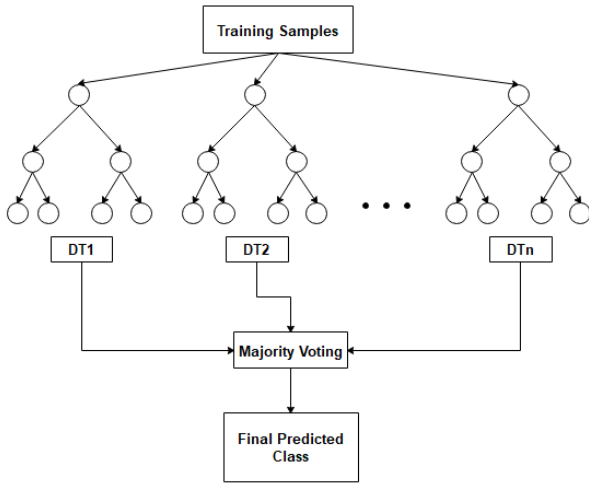 Training Samples
DT1
DT2
DTn
Majority Voting
Final Predicted
Class